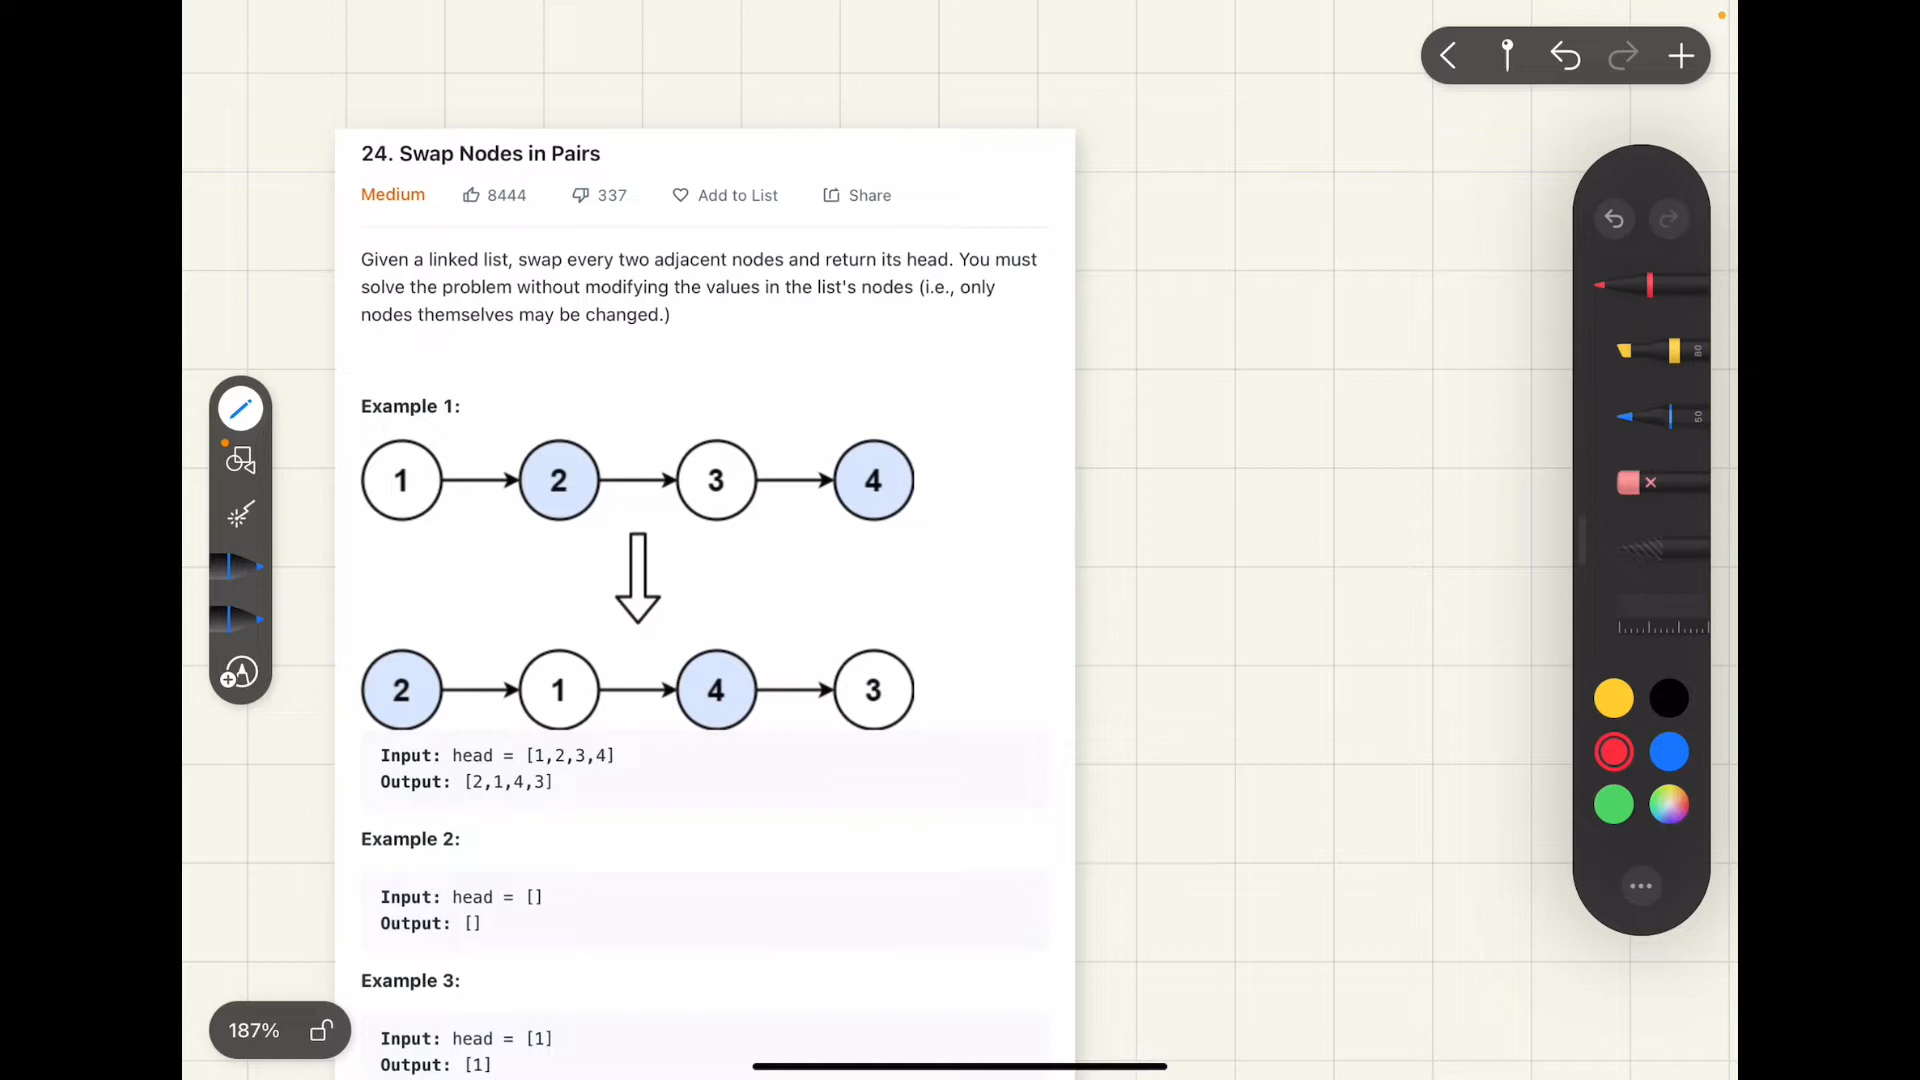 24. Swap Nodes in Pairs
Medium 8444 337 Add to List Share
Given a linked list, swap every two adjacent nodes and return its head. You must
solve the problem without modifying the values in the list's nodes (i.e., only
nodes themselves may be changed.)
Example 1:
1 2 3 4
2 1 4 3
Input: head = [1,2,3,4]
Output: [2,1,4,3]
Example 2:
Input: head = []
Output: []
Example 3:
Input: head = [1]
Output: [1]
187%
80
50